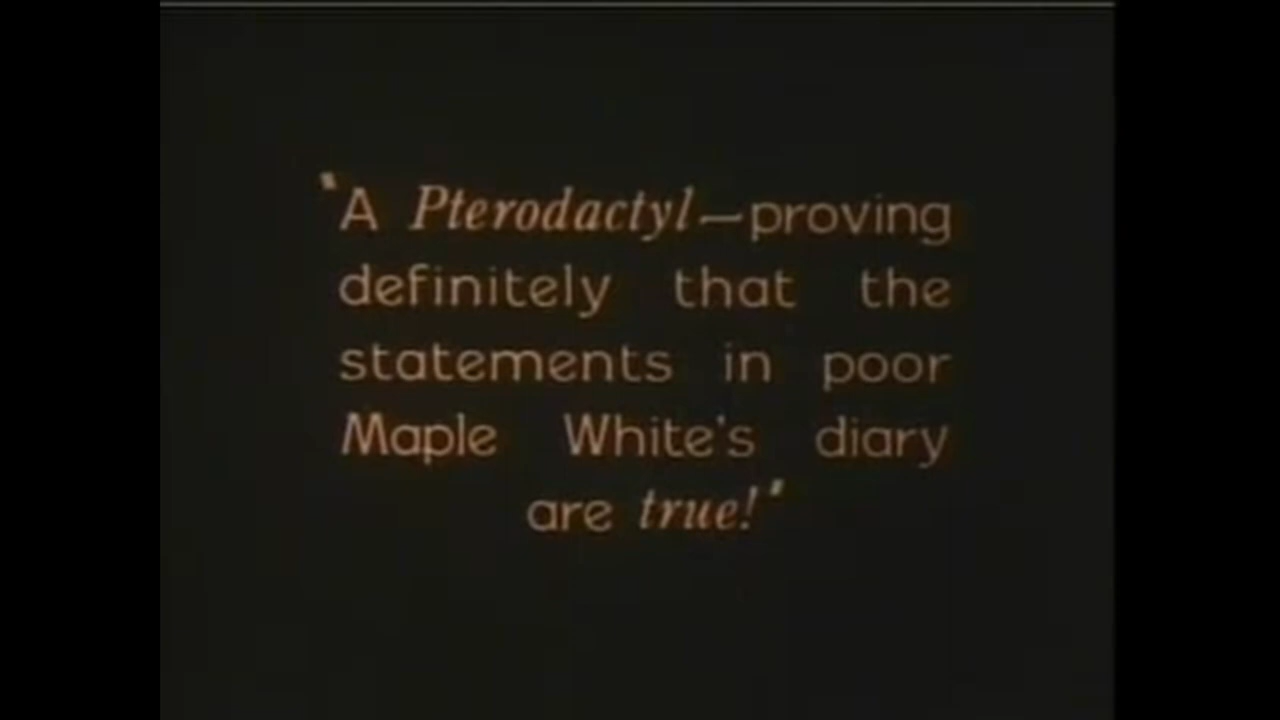 "A Pterodactyl—proving
definitely that the
statements in poor
Maple White's diary
are true!"